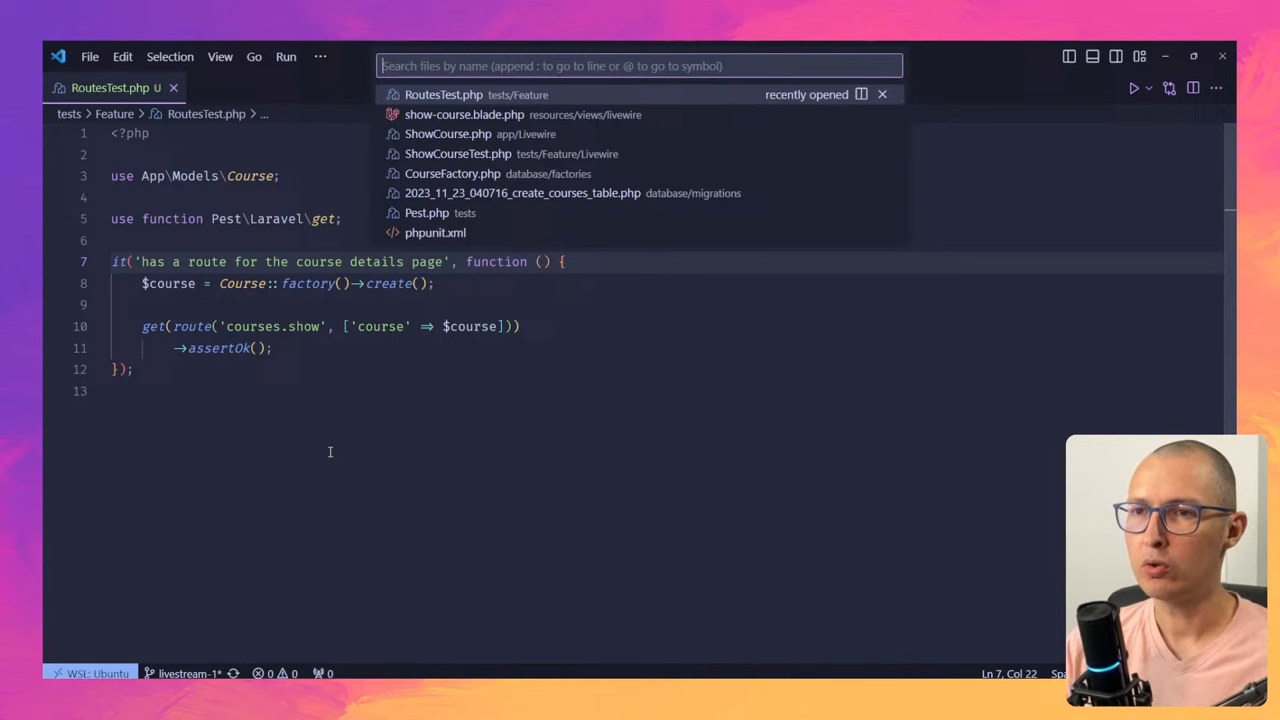 File Edit Selection View Go Run ···
Search files by name (append : to go to line or @ to go to symbol)
RoutesTest.php U
RoutesTest.php tests/Feature recently opened
tests > Feature > RoutesTest.php > ...
show-course.blade.php resources/views/livewire
ShowCourse.php app/Livewire
ShowCourseTest.php tests/Feature/Livewire
CourseFactory.php database/factories
2023_11_23_040716_create_courses_table.php database/migrations
Pest.php tests
phpunit.xml
1 <?php
2
3 use App\Models\Course;
4
5 use function Pest\Laravel\get;
6
7 it('has a route for the course details page', function () {
8 $course = Course::factory()->create();
9
10 get(route('courses.show', ['course' => $course]))
11 ->assertOk();
12 });
13
WSL: Ubuntu livestream-1* 0 0 0 Ln 7, Col 22